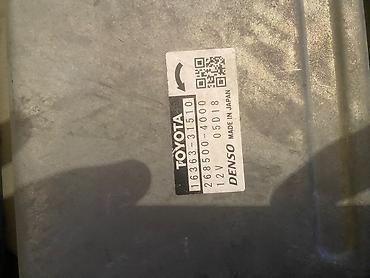 TOYOTA
16363-31510
268500-4000
12V 05D18
DENSO MADE IN JAPAN